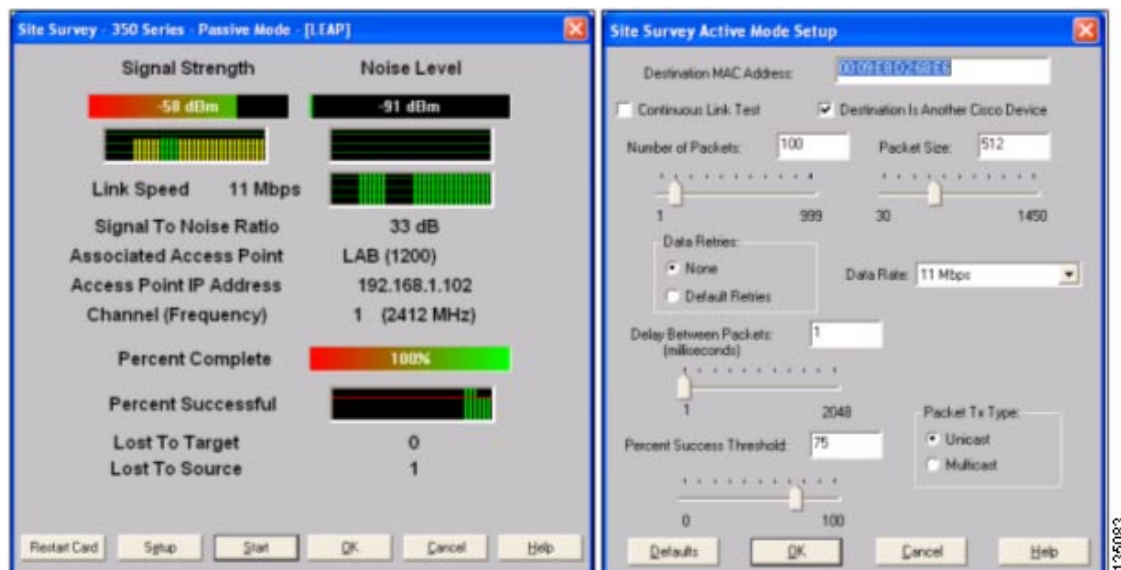 Site Survey - 350 Series - Passive Mode - [LEAP]
Signal Strength Noise Level
-58 dBm -91 dBm
Link Speed 11 Mbps
Signal To Noise Ratio 33 dB
Associated Access Point LAB (1200)
Access Point IP Address 192.168.1.102
Channel (Frequency) 1 (2412 MHz)
Percent Complete 100%
Percent Successful
Lost To Target 0
Lost To Source 1
Restart Card Setup Start OK Cancel Help
Site Survey Active Mode Setup
Destination MAC Address: 00:09:E8:D2:6B:E6
Continuous Link Test Destination Is Another Cisco Device
Number of Packets: 100 Packet Size: 512
1 999 30 1450
Data Retries:
None
Default Retries
Data Rate: 11 Mbps
Delay Between Packets: 1
(milliseconds)
1 2048
Packet Tx Type:
Unicast
Multicast
Percent Success Threshold: 75
0 100
Defaults OK Cancel Help
135083